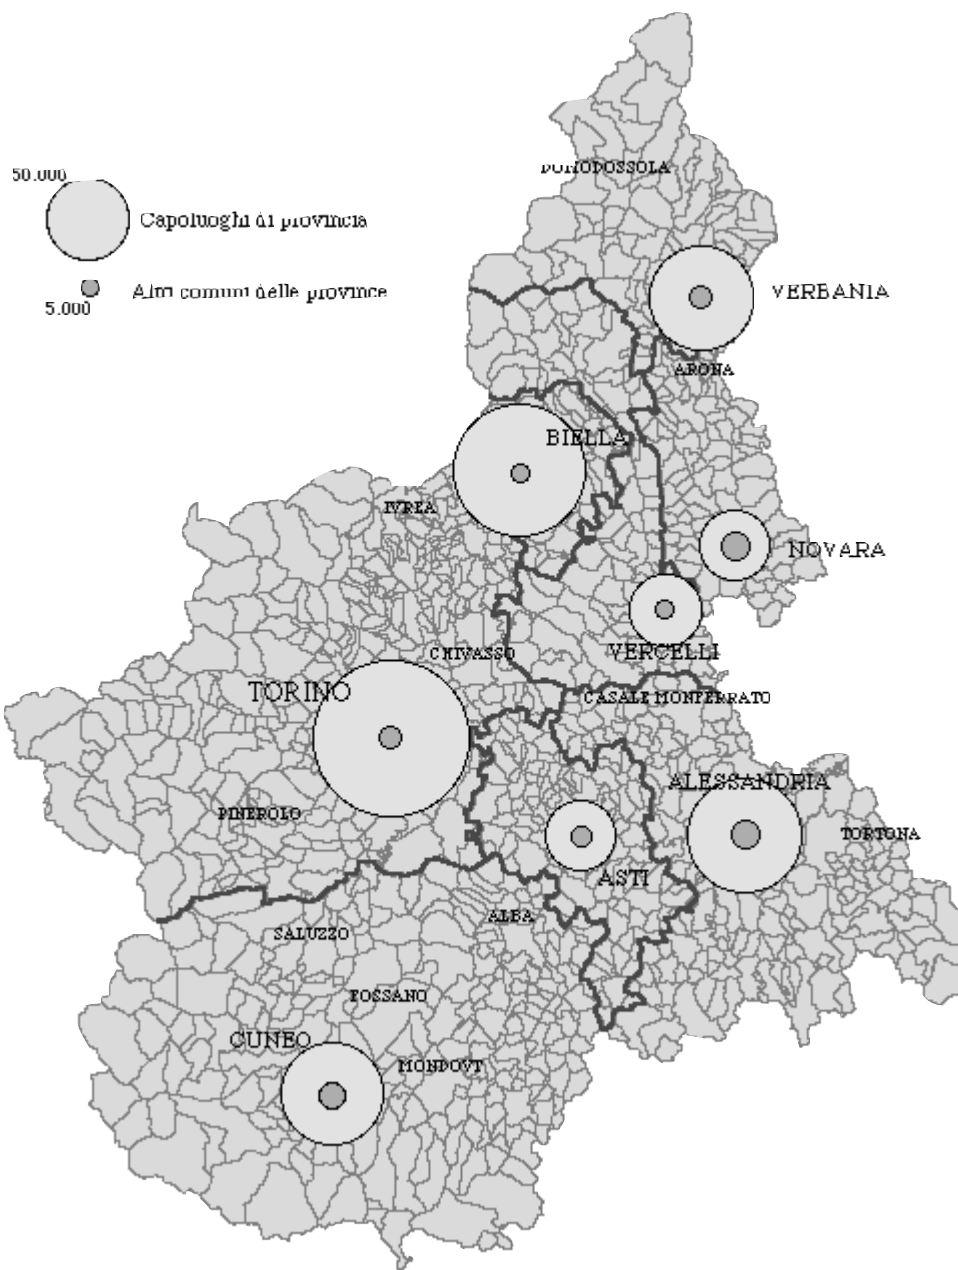 50.000
Capoluoghi di provincia
Altri comuni delle province
5.000
DOMODOSSOLA
VERBANIA
ARONA
BIELLA
IVREA
NOVARA
CHIVASSO
VERCELLI
TORINO
CASALE MONFERRATO
ALESSANDRIA
PINEROLO
TORTONA
ASTI
ALBA
SALUZZO
FOSSANO
CUNEO
MONDOVI